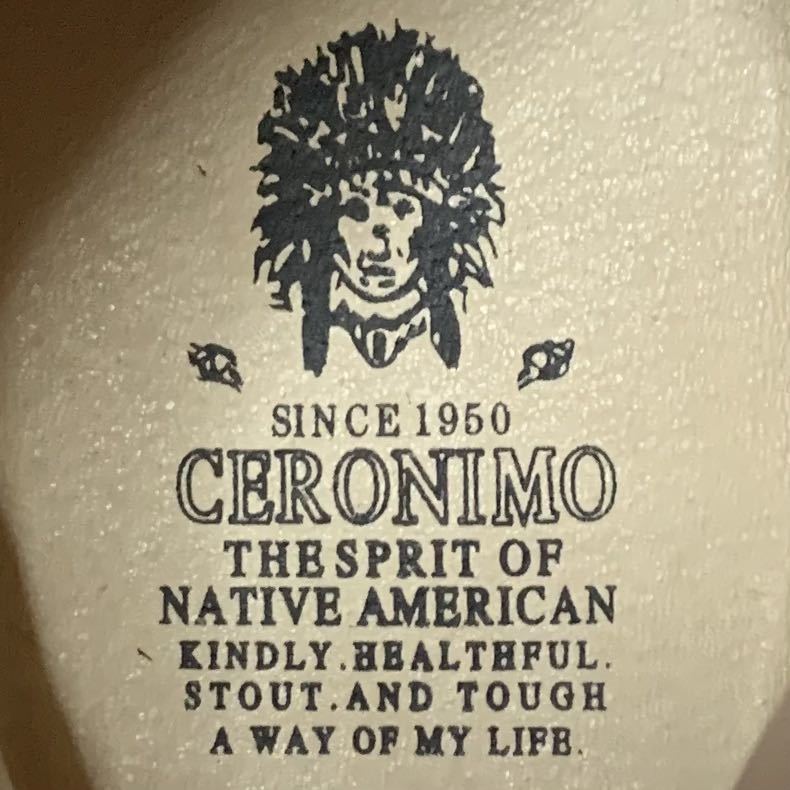 SINCE 1950
CERONIMO
THE SPRIT OF
NATIVE AMERICAN
KINDLY.HEALTHFUL.
STOUT.AND TOUGH
A WAY OF MY LIFE.